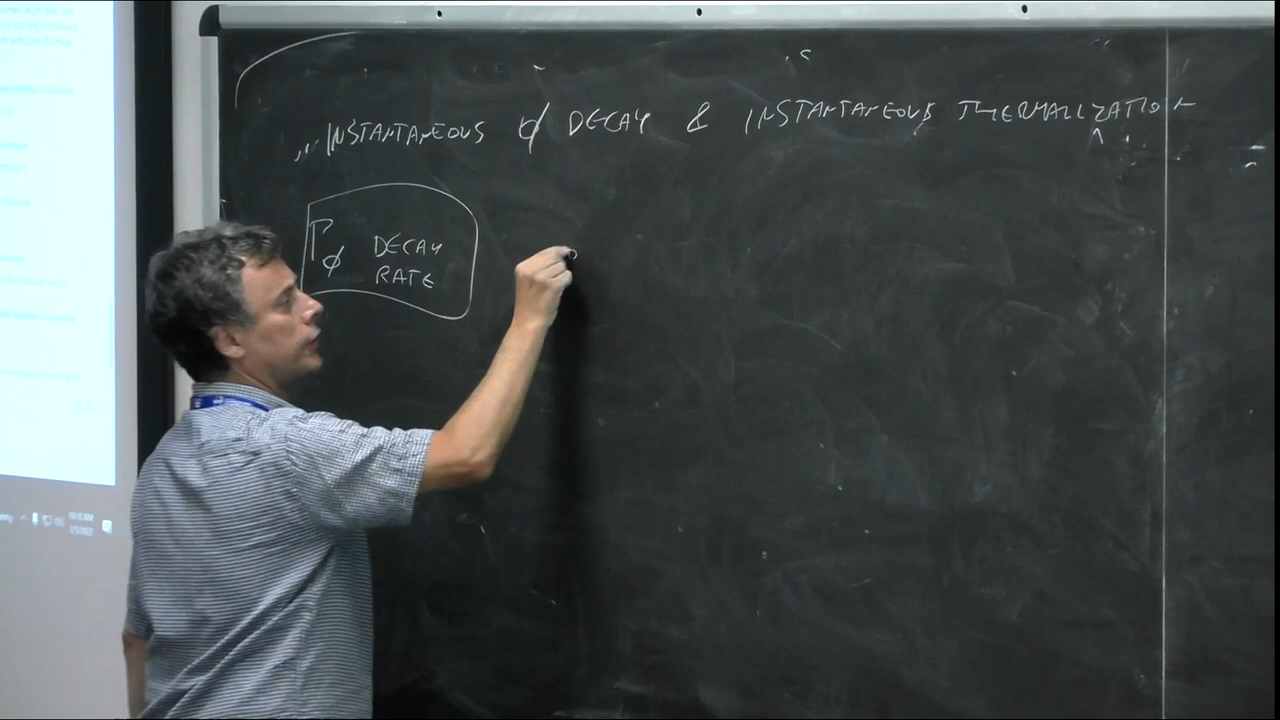 ... INSTANTANEOUS ϕ DECAY & INSTANTANEOUS THERMALIZATION
Γϕ DECAY
RATE